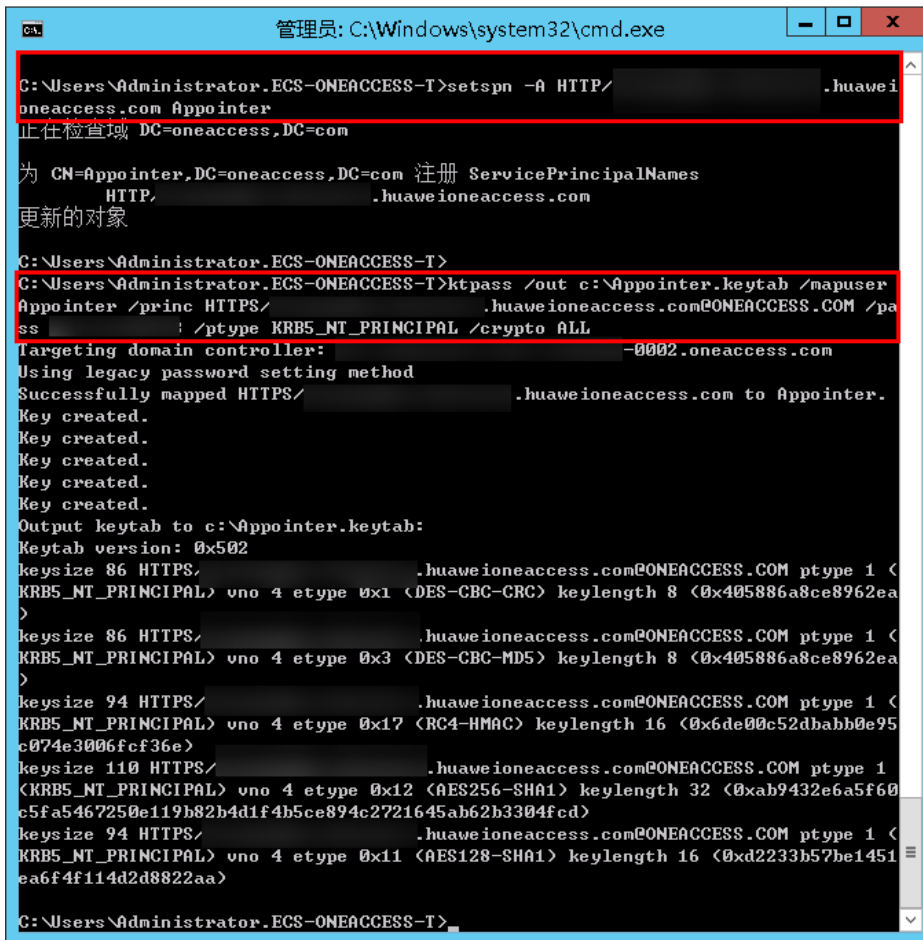 管理员: C:\Windows\system32\cmd.exe
C:\Users\Administrator.ECS-ONEACCESS-T>setspn -A HTTP/ .huawei
oneaccess.com Appointer
正在检查域 DC=oneaccess,DC=com
为 CN=Appointer,DC=oneaccess,DC=com 注册 ServicePrincipalNames
HTTP/ .huaweioneaccess.com
更新的对象
C:\Users\Administrator.ECS-ONEACCESS-T>
C:\Users\Administrator.ECS-ONEACCESS-T>ktpass /out c:\Appointer.keytab /mapuser
Appointer /princ HTTPS/ .huaweioneaccess.com@ONEACCESS.COM /pa
ss /ptype KRB5_NT_PRINCIPAL /crypto ALL
Targeting domain controller: -0002.oneaccess.com
Using legacy password setting method
Successfully mapped HTTPS/ .huaweioneaccess.com to Appointer.
Key created.
Key created.
Key created.
Key created.
Key created.
Output keytab to c:\Appointer.keytab:
Keytab version: 0x502
keysize 86 HTTPS/ .huaweioneaccess.com@ONEACCESS.COM ptype 1 (
KRB5_NT_PRINCIPAL) vno 4 etype 0x1 (DES-CBC-CRC) keylength 8 (0x405886a8ce8962ea
)
keysize 86 HTTPS/ .huaweioneaccess.com@ONEACCESS.COM ptype 1 (
KRB5_NT_PRINCIPAL) vno 4 etype 0x3 (DES-CBC-MD5) keylength 8 (0x405886a8ce8962ea
)
keysize 94 HTTPS/ .huaweioneaccess.com@ONEACCESS.COM ptype 1 (
KRB5_NT_PRINCIPAL) vno 4 etype 0x17 (RC4-HMAC) keylength 16 (0x6de00c52dbabb0e95
c074e3006fcf36e)
keysize 110 HTTPS/ .huaweioneaccess.com@ONEACCESS.COM ptype 1
(KRB5_NT_PRINCIPAL) vno 4 etype 0x12 (AES256-SHA1) keylength 32 (0xab9432e6a5f60
c5fa5467250e119b82b4d1f4b5ce894c2721645ab62b3304fcd)
keysize 94 HTTPS/ .huaweioneaccess.com@ONEACCESS.COM ptype 1 (
KRB5_NT_PRINCIPAL) vno 4 etype 0x11 (AES128-SHA1) keylength 16 (0xd2233b57be1451
ea6f4f114d2d8822aa)
C:\Users\Administrator.ECS-ONEACCESS-T>_